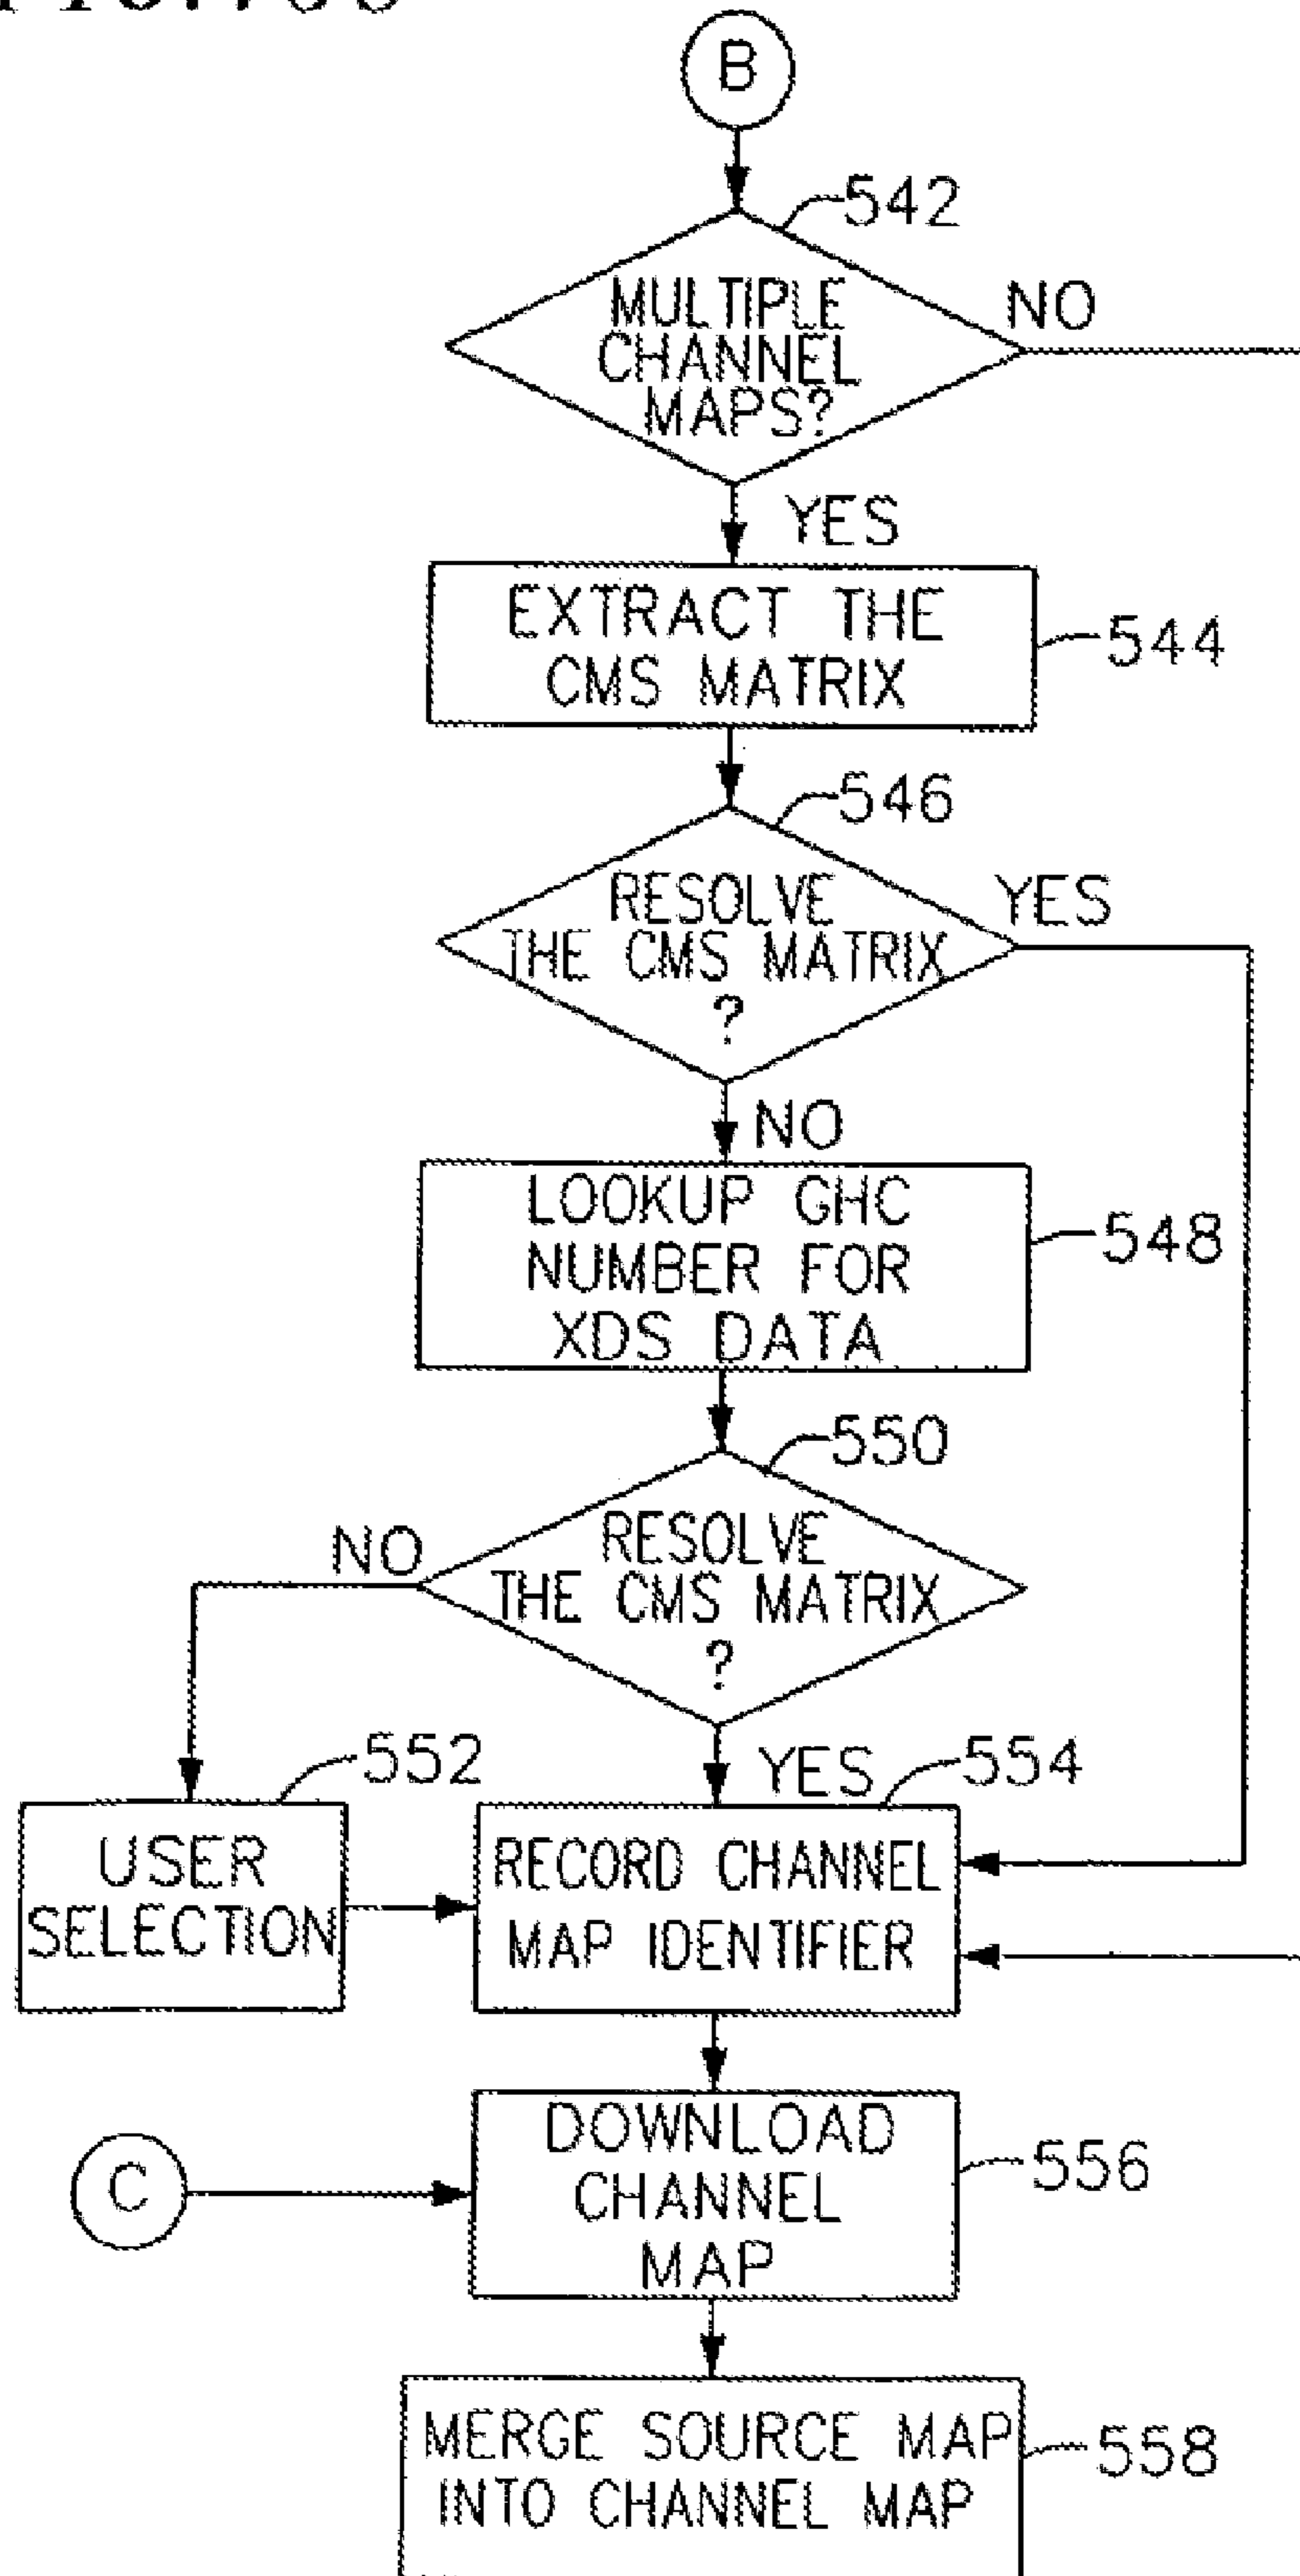 B
542
MULTIPLE
CHANNEL
MAPS?
NO
YES
EXTRACT THE
CMS MATRIX
544
546
RESOLVE
THE CMS MATRIX
?
YES
NO
LOOKUP GHC
NUMBER FOR
XDS DATA
548
550
RESOLVE
THE CMS MATRIX
?
NO
YES
552
554
USER
SELECTION
RECORD CHANNEL
MAP IDENTIFIER
C
DOWNLOAD
CHANNEL
MAP
556
MERGE SOURCE MAP
INTO CHANNEL MAP
558